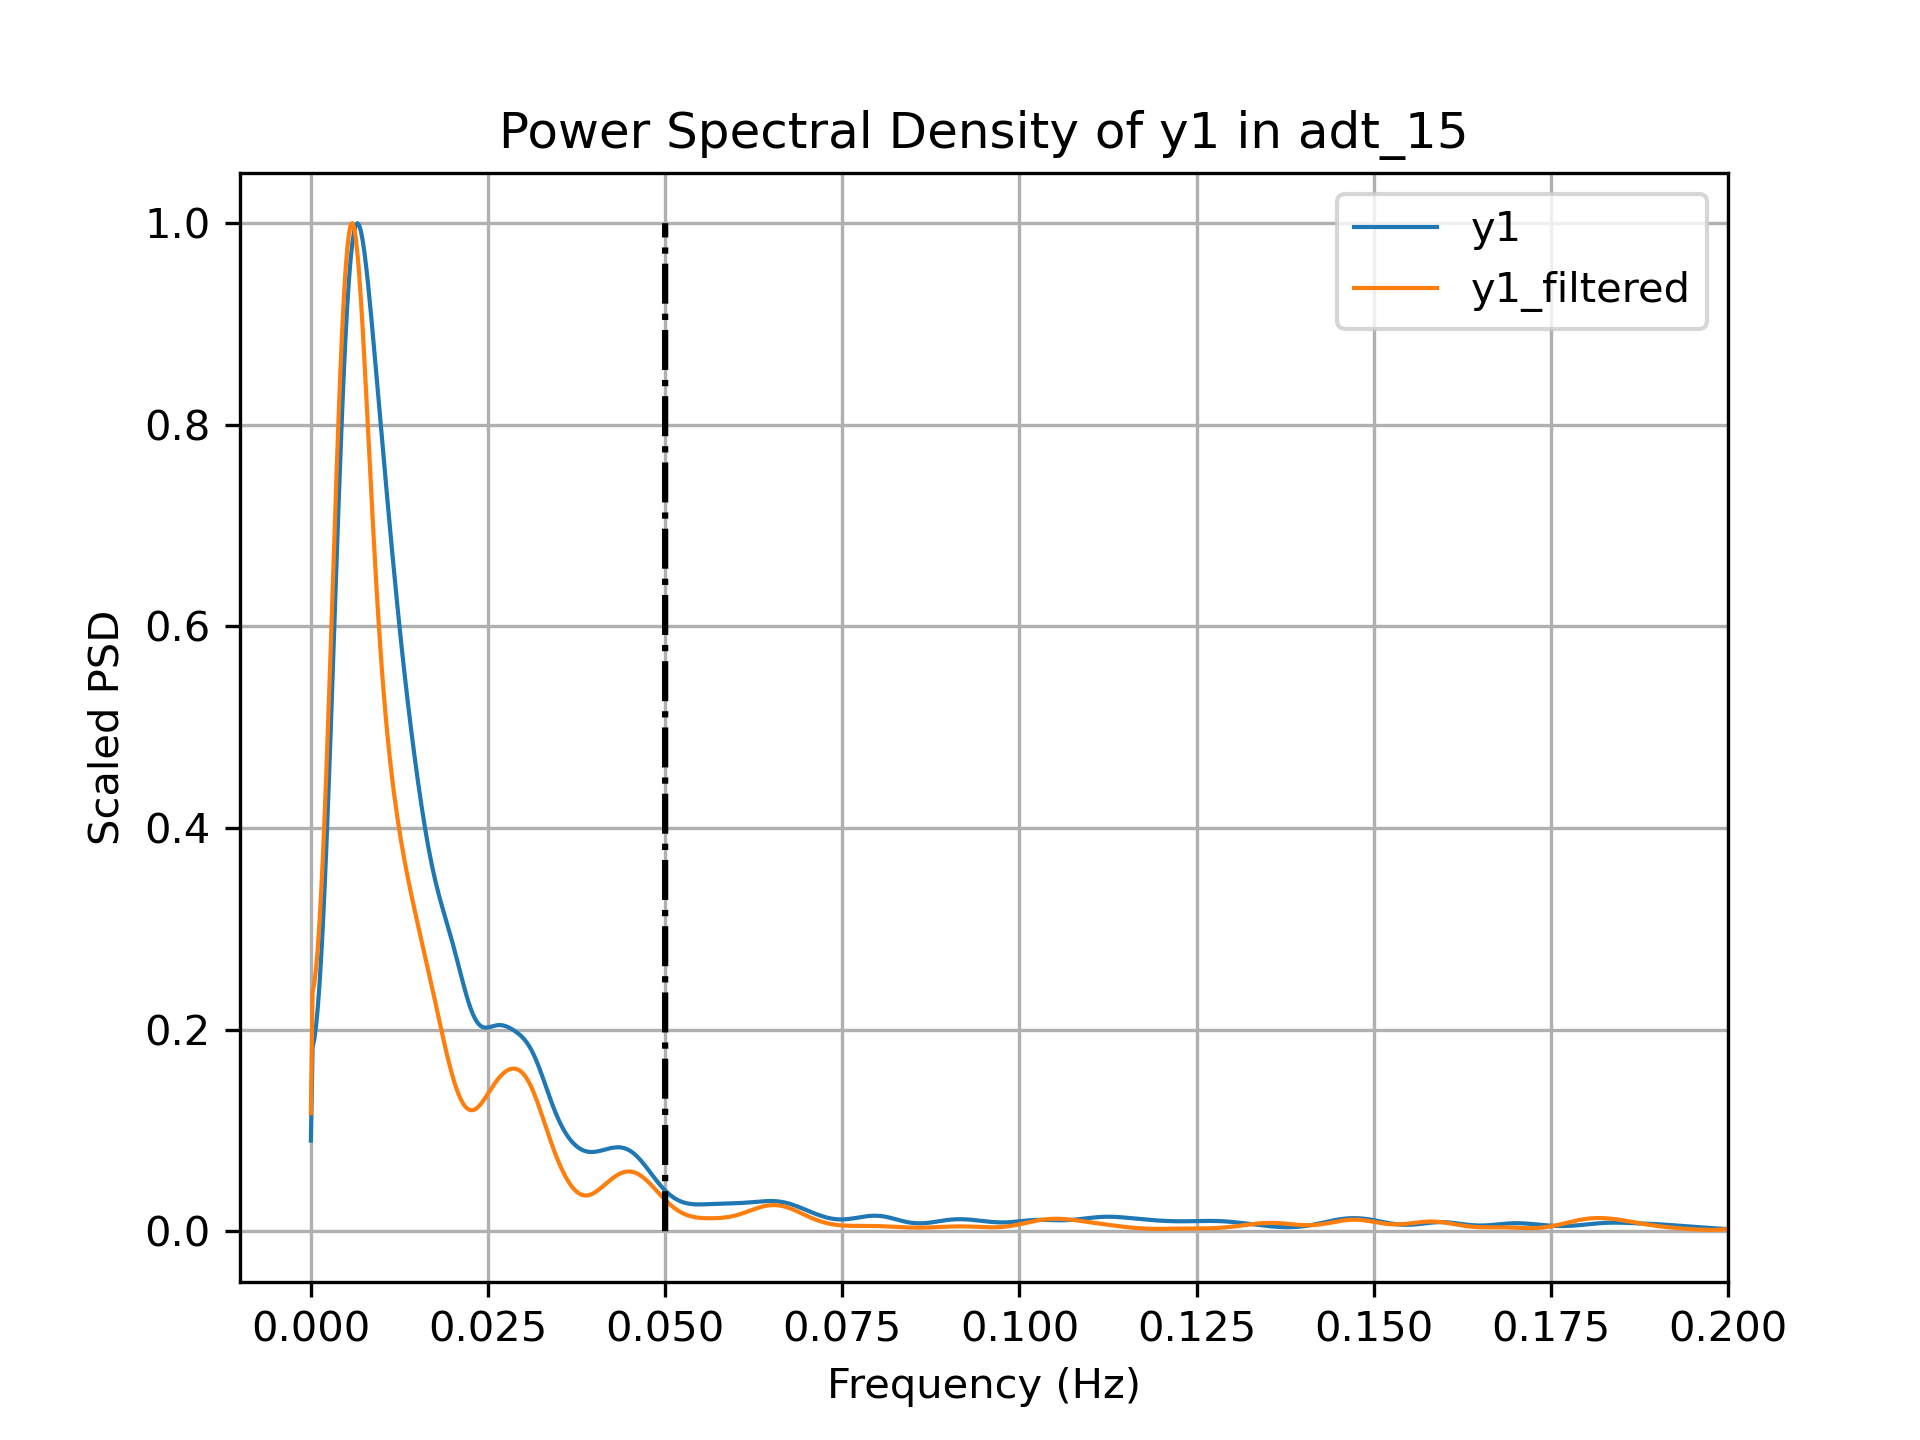 Power Spectral Density of y1 in adt_15
y1
y1_filtered
1.0
0.8
0.6
0.4
0.2
0.0
Scaled PSD
0.000 0.025 0.050 0.075 0.100 0.125 0.150 0.175 0.200
Frequency (Hz)